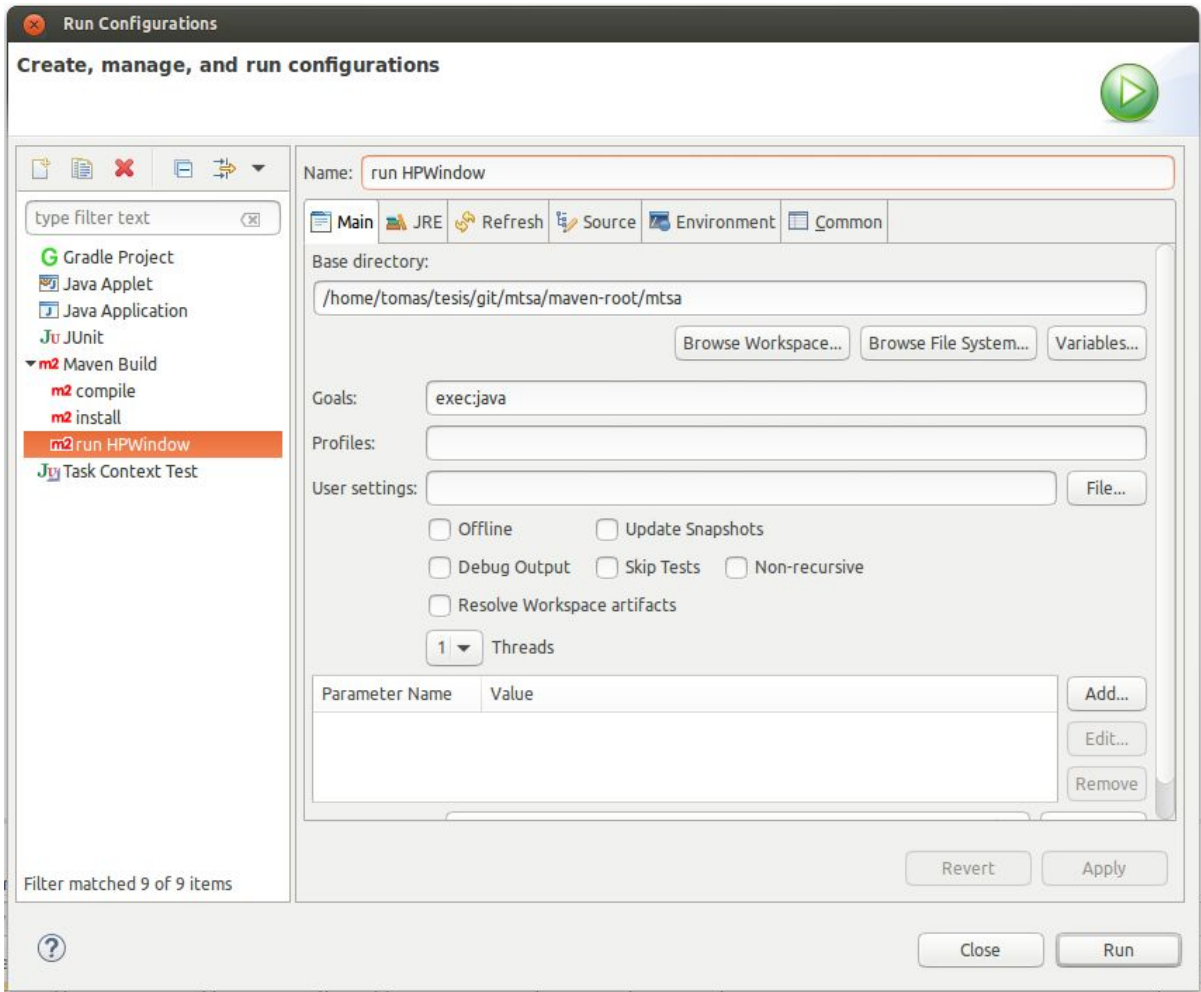 Run Configurations
Create, manage, and run configurations
type filter text
G Gradle Project
Java Applet
J Java Application
Ju JUnit
m2 Maven Build
m2 compile
m2 install
m2 run HPWindow
Ju Task Context Test
Filter matched 9 of 9 items
Name: run HPWindow
Main JRE Refresh Source Environment Common
Base directory:
/home/tomas/tesis/git/mtsa/maven-root/mtsa
Browse Workspace... Browse File System... Variables...
Goals: exec:java
Profiles:
User settings: File...
Offline Update Snapshots
Debug Output Skip Tests Non-recursive
Resolve Workspace artifacts
1 Threads
Parameter Name Value Add...
Edit...
Remove
Revert Apply
? Close Run